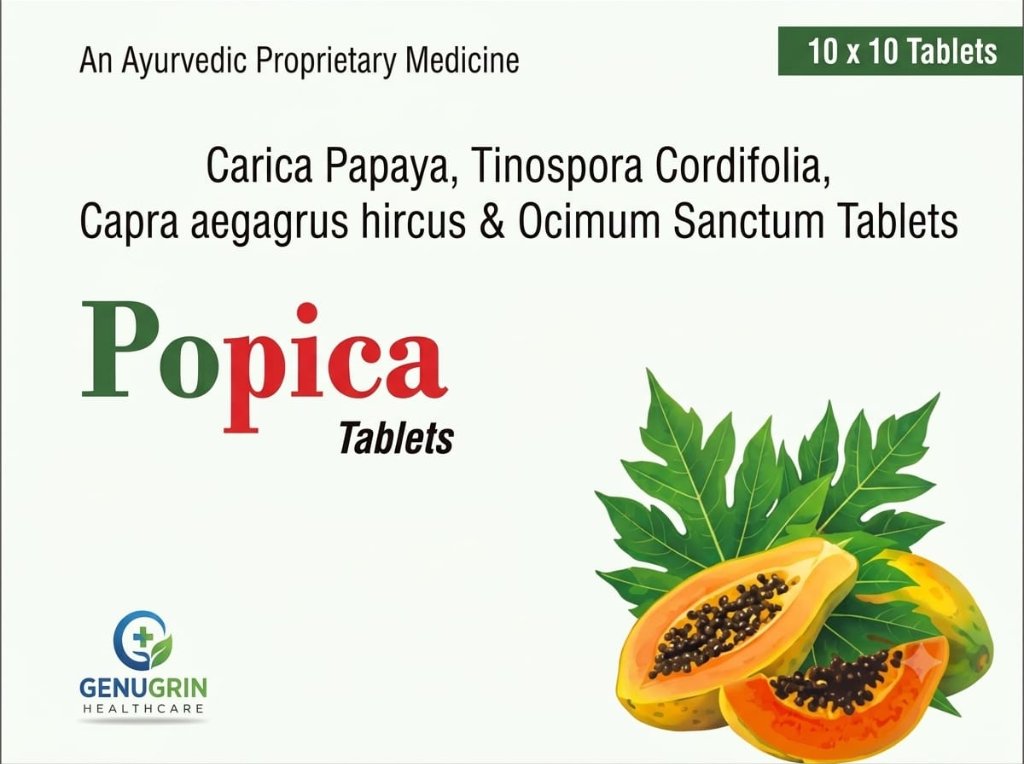 An Ayurvedic Proprietary Medicine
10 x 10 Tablets
Carica Papaya, Tinospora Cordifolia,
Capra aegagrus hircus & Ocimum Sanctum Tablets
Popica
Tablets
GENUGRIN
HEALTHCARE